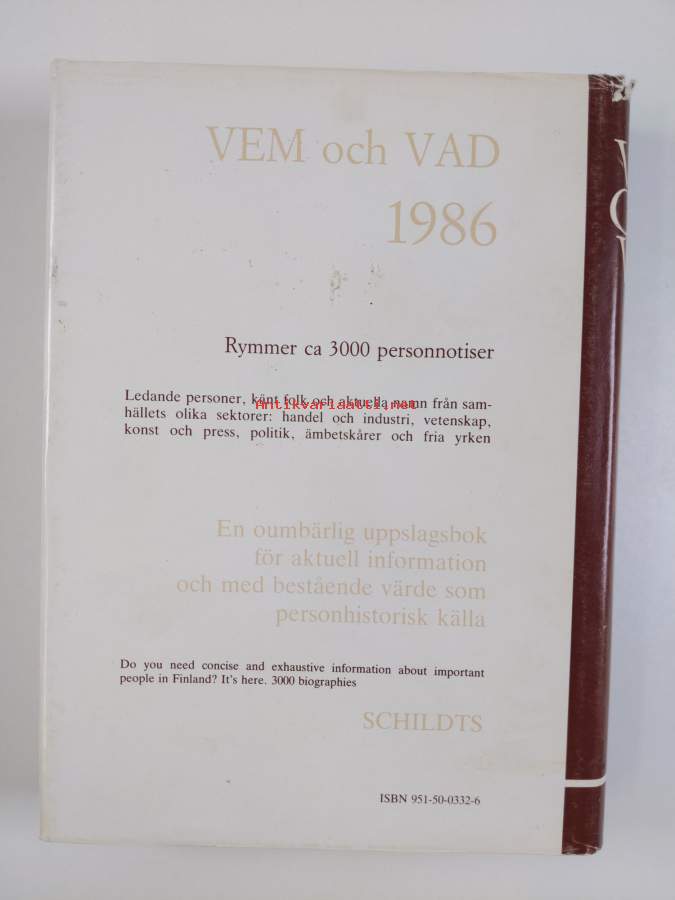 VEM och VAD
1986
Rymmer ca 3000 personnotiser
Ledande personer, känt folk och aktuella namn från sam-
hällets olika sektorer: handel och industri, vetenskap,
konst och press, politik, ämbetskårer och fria yrken
Antikvariaatti.net
En oumbärlig uppslagsbok
för aktuell information
och med bestående värde som
personhistorisk källa
Do you need concise and exhaustive information about important
people in Finland? It's here. 3000 biographies
SCHILDTS
ISBN 951-50-0332-6